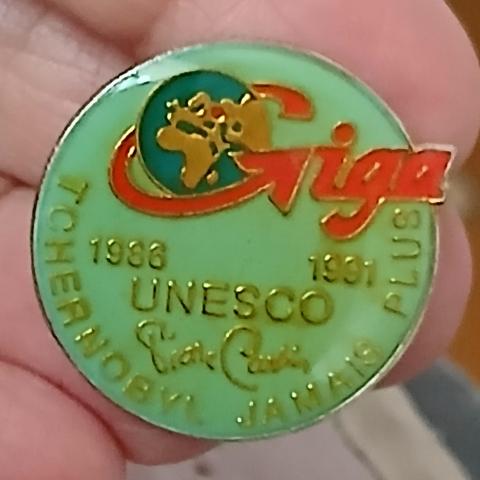 Giga
1986 1991
UNESCO
Pierre Cardin
TCHERNOBYL JAMAIS PLUS